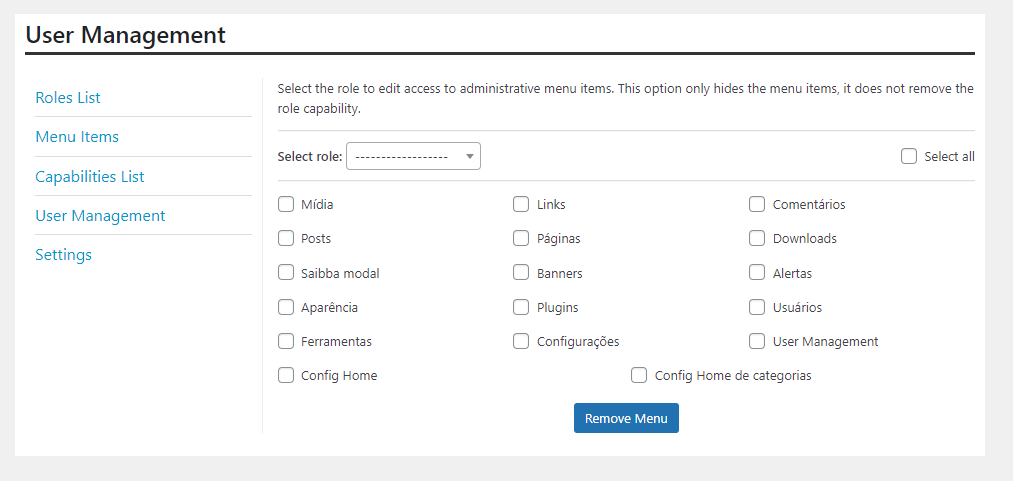 User Management
Roles List
Menu Items
Capabilities List
User Management
Settings
Select the role to edit access to administrative menu items. This option only hides the menu items, it does not remove the
role capability.
Select role: ------------------ Select all
Mídia Links Comentários
Posts Páginas Downloads
Saibba modal Banners Alertas
Aparência Plugins Usuários
Ferramentas Configurações User Management
Config Home Config Home de categorias
Remove Menu